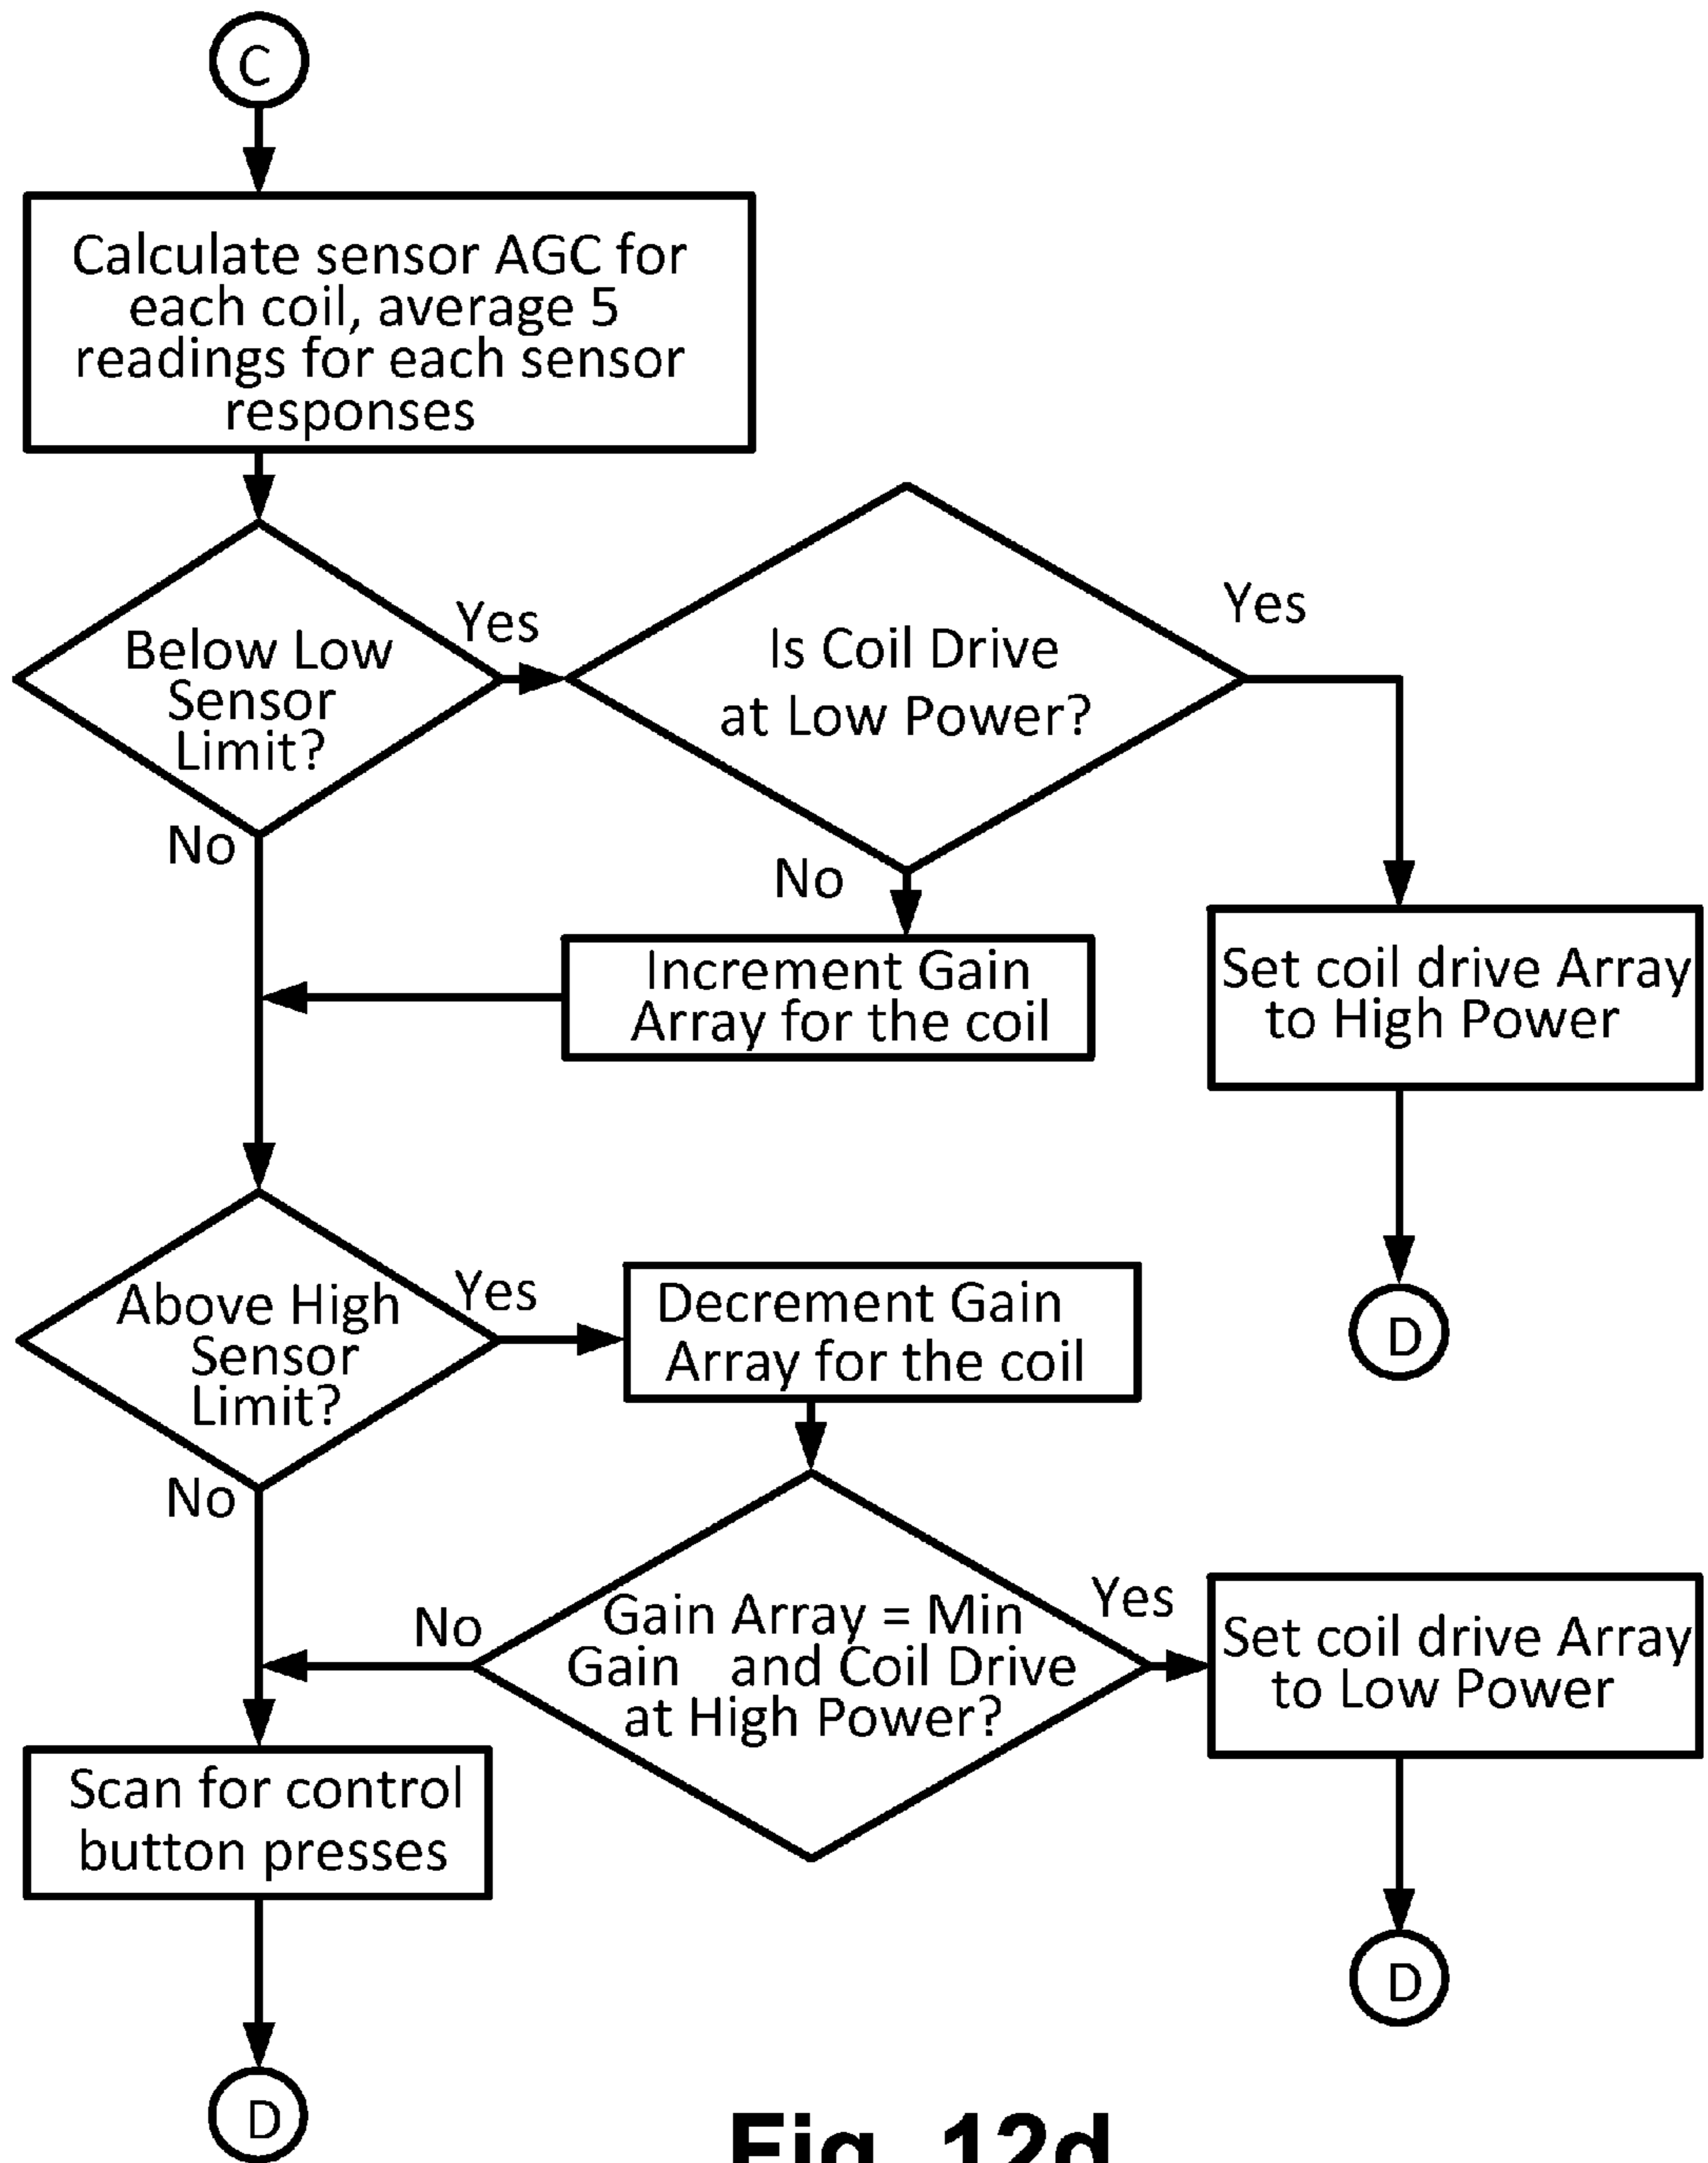 C
Calculate sensor AGC for
each coil, average 5
readings for each sensor
responses
Below Low
Sensor
Limit?
Yes
No
Is Coil Drive
at Low Power?
Yes
No
Increment Gain
Array for the coil
Set coil drive Array
to High Power
D
Above High
Sensor
Limit?
Yes
No
Decrement Gain
Array for the coil
Gain Array = Min
Gain and Coil Drive
at High Power?
No
Yes
Set coil drive Array
to Low Power
D
Scan for control
button presses
D
Fig. 12d